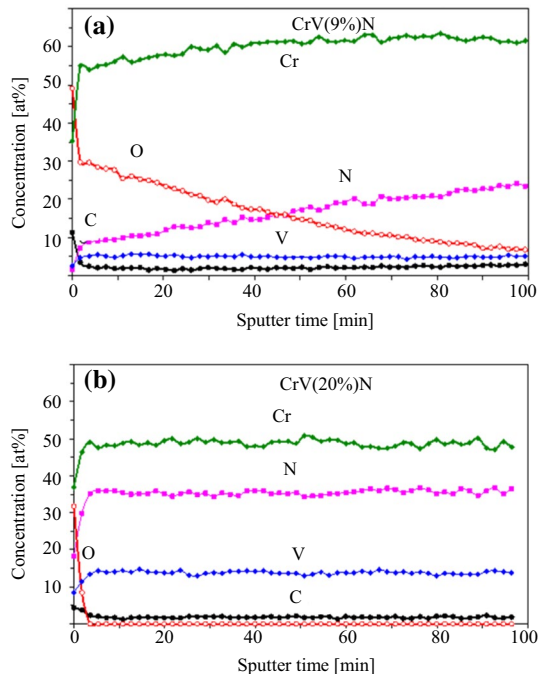 (a)
CrV(9%)N
60
50
40
30
20
10
Concentration [at%]
Cr
O
N
C
V
0
20
40
60
80
100
Sputter time [min]
(b)
CrV(20%)N
60
50
40
30
20
10
Concentration [at%]
Cr
N
O
V
C
0
20
40
60
80
100
Sputter time [min]